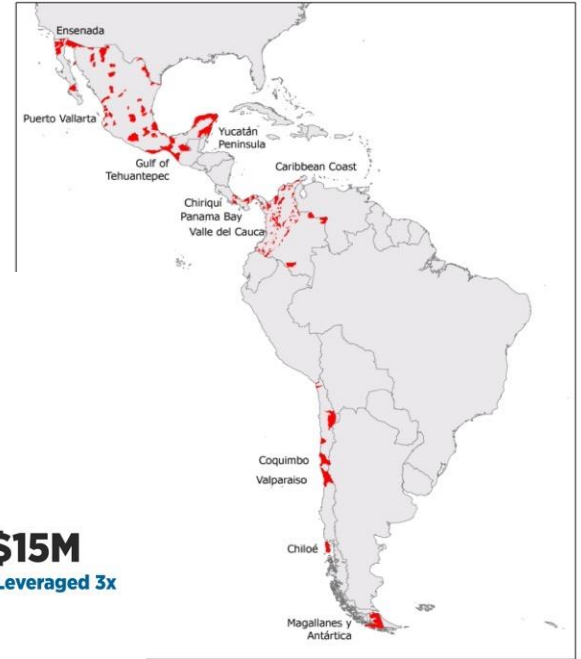 Ensenada
Puerto Vallarta
Yucatán
Peninsula
Gulf of
Tehuantepec
Caribbean Coast
Chiriquí
Panama Bay
Valle del Cauca
Coquimbo
Valparaiso
$15M
Leveraged 3x
Chiloé
Magallanes y
Antártica